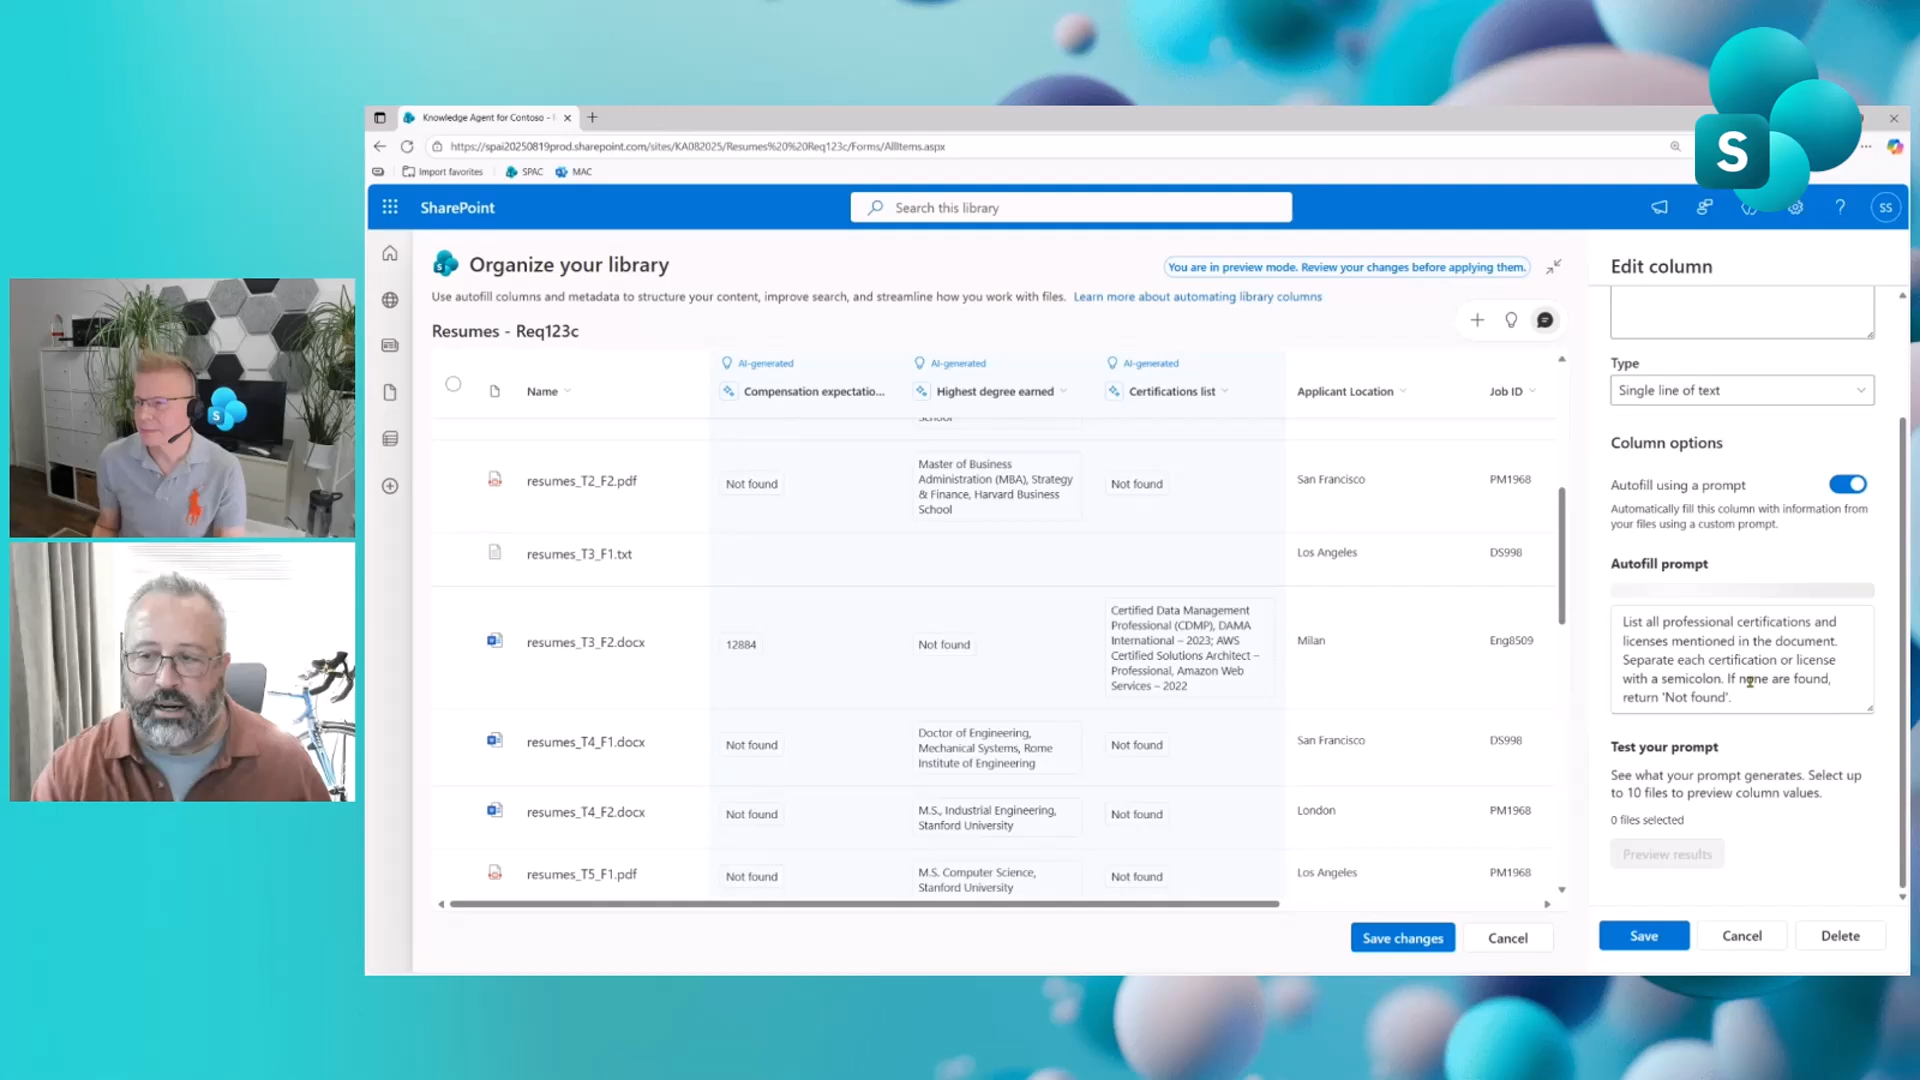 Knowledge Agent for Contoso - I
https://spai20250819prod.sharepoint.com/sites/KA082025/Resumes%20%20Req123c/Forms/AllItems.aspx
Import favorites
SPAC
MAC
S
SharePoint
Search this library
?
SS
Organize your library
You are in preview mode. Review your changes before applying them.
Use autofill columns and metadata to structure your content, improve search, and streamline how you work with files. Learn more about automating library columns
Resumes - Req123c
AI-generated
AI-generated
AI-generated
Name
Compensation expectatio...
Highest degree earned
Certifications list
Applicant Location
Job ID
School
resumes_T2_F2.pdf
Not found
Master of Business
Administration (MBA), Strategy
& Finance, Harvard Business
School
Not found
San Francisco
PM1968
resumes_T3_F1.txt
Los Angeles
DS998
resumes_T3_F2.docx
12884
Not found
Certified Data Management
Professional (CDMP), DAMA
International – 2023; AWS
Certified Solutions Architect –
Professional, Amazon Web
Services – 2022
Milan
Eng8509
resumes_T4_F1.docx
Not found
Doctor of Engineering,
Mechanical Systems, Rome
Institute of Engineering
Not found
San Francisco
DS998
resumes_T4_F2.docx
Not found
M.S., Industrial Engineering,
Stanford University
Not found
London
PM1968
resumes_T5_F1.pdf
Not found
M.S. Computer Science,
Stanford University
Not found
Los Angeles
PM1968
Save changes
Cancel
Edit column
Type
Single line of text
Column options
Autofill using a prompt
Automatically fill this column with information from
your files using a custom prompt.
Autofill prompt
List all professional certifications and
licenses mentioned in the document.
Separate each certification or license
with a semicolon. If none are found,
return 'Not found'.
Test your prompt
See what your prompt generates. Select up
to 10 files to preview column values.
0 files selected
Preview results
Save
Cancel
Delete